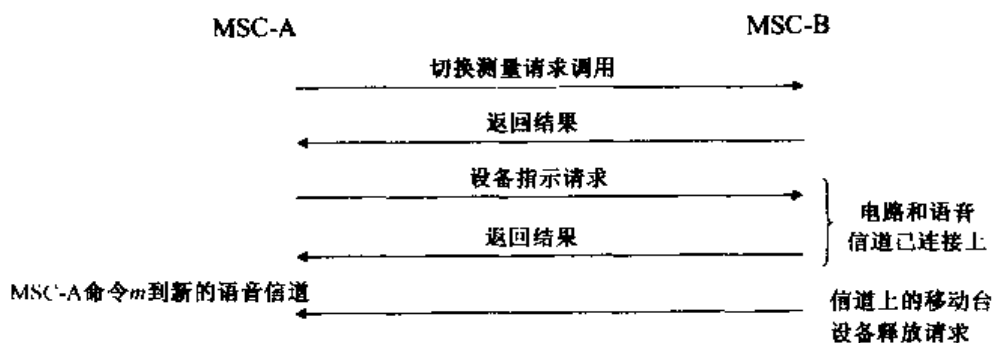 MSC-A
MSC-B
切换测量请求调用
返回结果
设备指示请求
返回结果
电路和语音
信道已连接上
MSC-A命令m到新的语音信道
信道上的移动台
设备释放请求